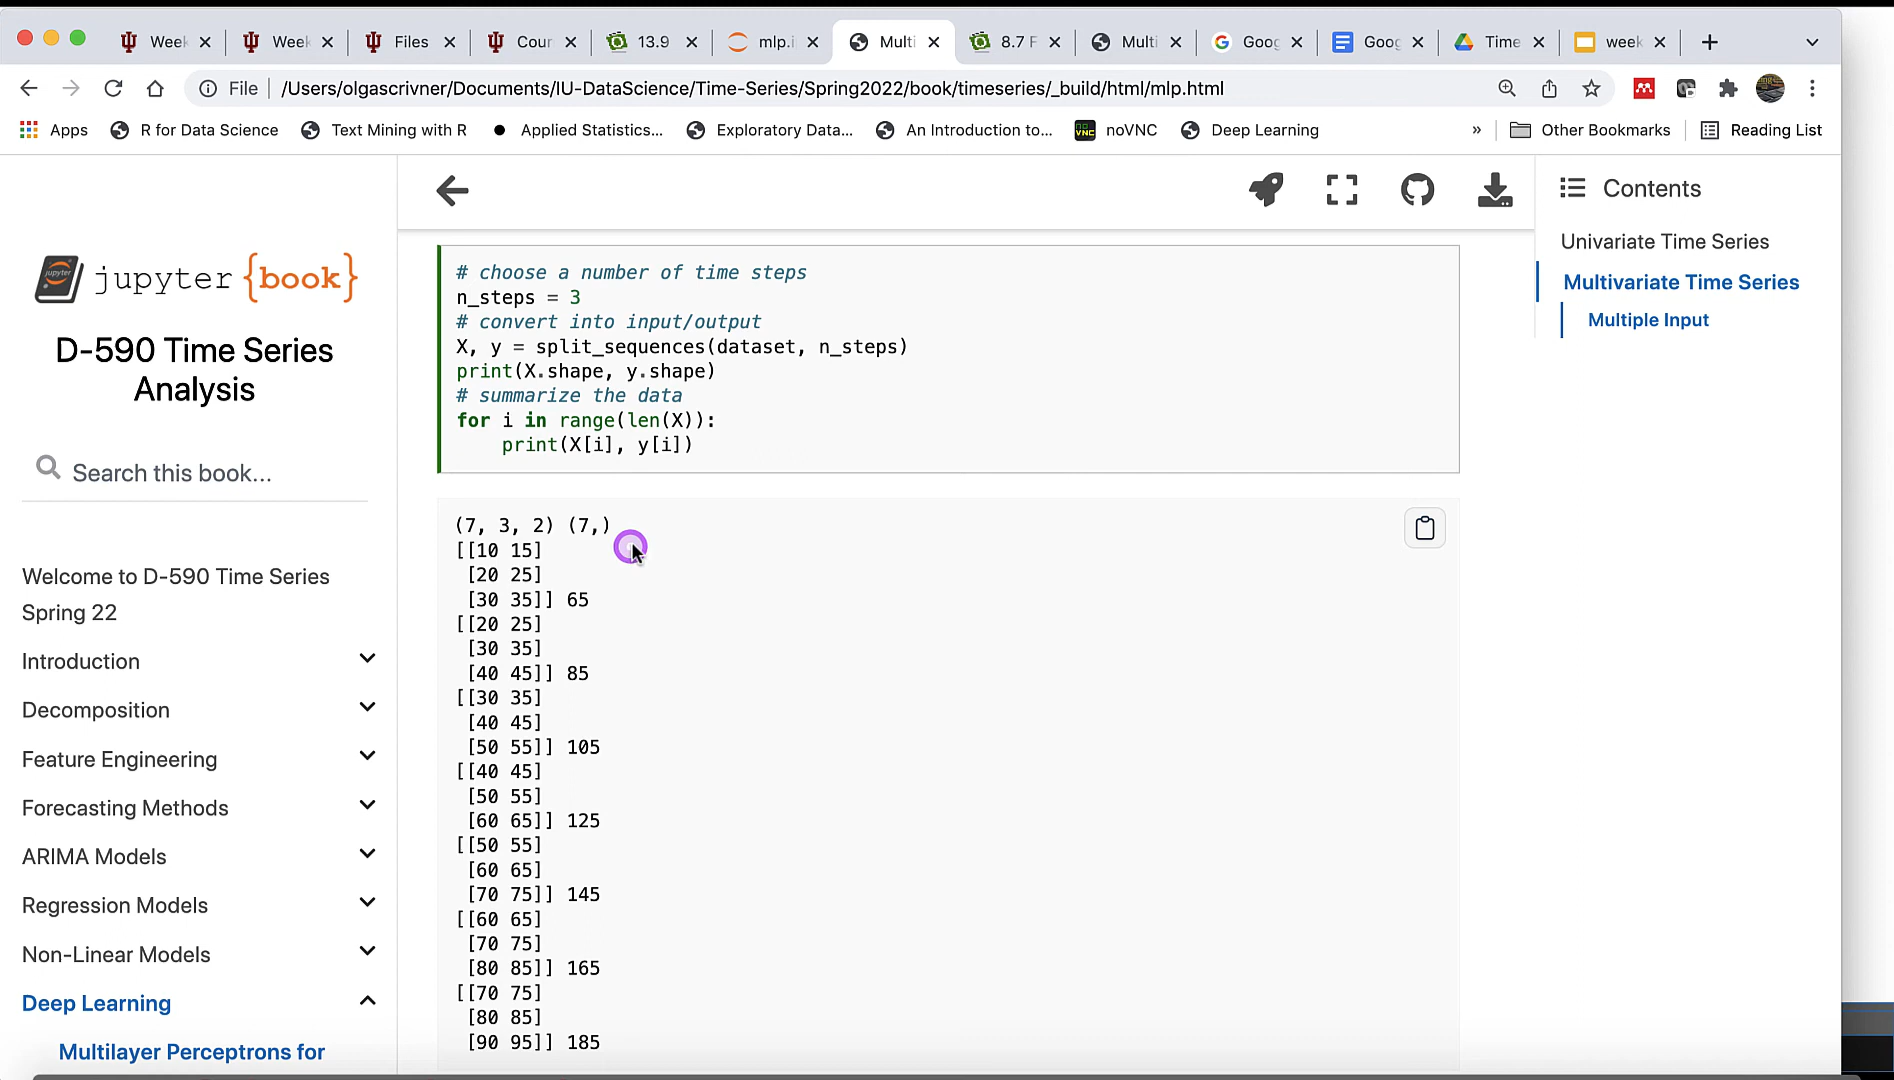 Week
Week
Files
Cour
13.9
mlp.i
Multi
8.7 F
Multi
Goog
Goog
Time
week
File
/Users/olgascrivner/Documents/IU-DataScience/Time-Series/Spring2022/book/timeseries/_build/html/mlp.html
Apps
R for Data Science
Text Mining with R
Applied Statistics...
Exploratory Data...
An Introduction to...
noVNC
Deep Learning
»
Other Bookmarks
Reading List
jupyter {book}
D-590 Time Series
Analysis
Search this book...
Welcome to D-590 Time Series
Spring 22
Introduction
Decomposition
Feature Engineering
Forecasting Methods
ARIMA Models
Regression Models
Non-Linear Models
Deep Learning
Multilayer Perceptrons for
# choose a number of time steps
n_steps = 3
# convert into input/output
X, y = split_sequences(dataset, n_steps)
print(X.shape, y.shape)
# summarize the data
for i in range(len(X)):
    print(X[i], y[i])
(7, 3, 2) (7,)
[[10 15]
 [20 25]
 [30 35]] 65
[[20 25]
 [30 35]
 [40 45]] 85
[[30 35]
 [40 45]
 [50 55]] 105
[[40 45]
 [50 55]
 [60 65]] 125
[[50 55]
 [60 65]
 [70 75]] 145
[[60 65]
 [70 75]
 [80 85]] 165
[[70 75]
 [80 85]
 [90 95]] 185
Contents
Univariate Time Series
Multivariate Time Series
Multiple Input